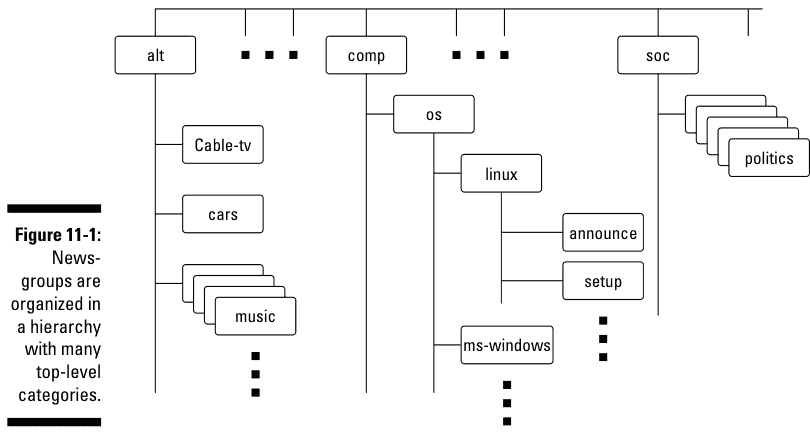 alt
comp
soc
os
Cable-tv
linux
politics
cars
announce
setup
music
ms-windows
Figure 11-1:
News-
groups are
organized in
a hierarchy
with many
top-level
categories.